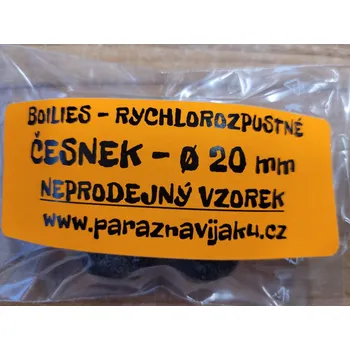 BOILIES - RYCHLOROZPUSTNÉ
ČESNEK - Ø 20 mm
NEPRODEJNÝ VZOREK
www.paraznavijaku.cz